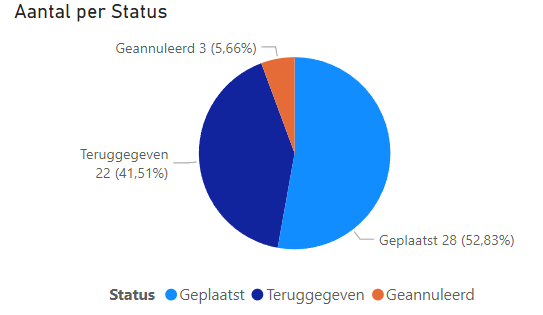 Aantal per Status
Geannuleerd 3 (5,66%)
Teruggegeven
22 (41,51%)
Geplaatst 28 (52,83%)
Status Geplaatst Teruggegeven Geannuleerd